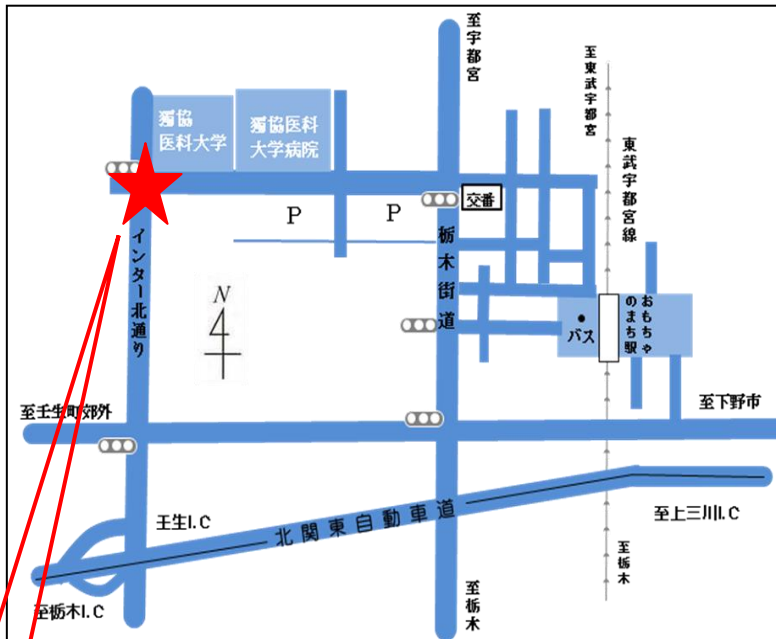 至宇都宮
至東武宇都宮
獨協
医科大学
獨協医科
大学病院
東武宇都宮線
交番
P
P
インター北通り
栃木街道
N
おもちゃ
のまち駅
バス
至壬生町郊外
至下野市
壬生I.C
北関東自動車道
至上三川I.C
至栃木
至栃木I.C
至栃木